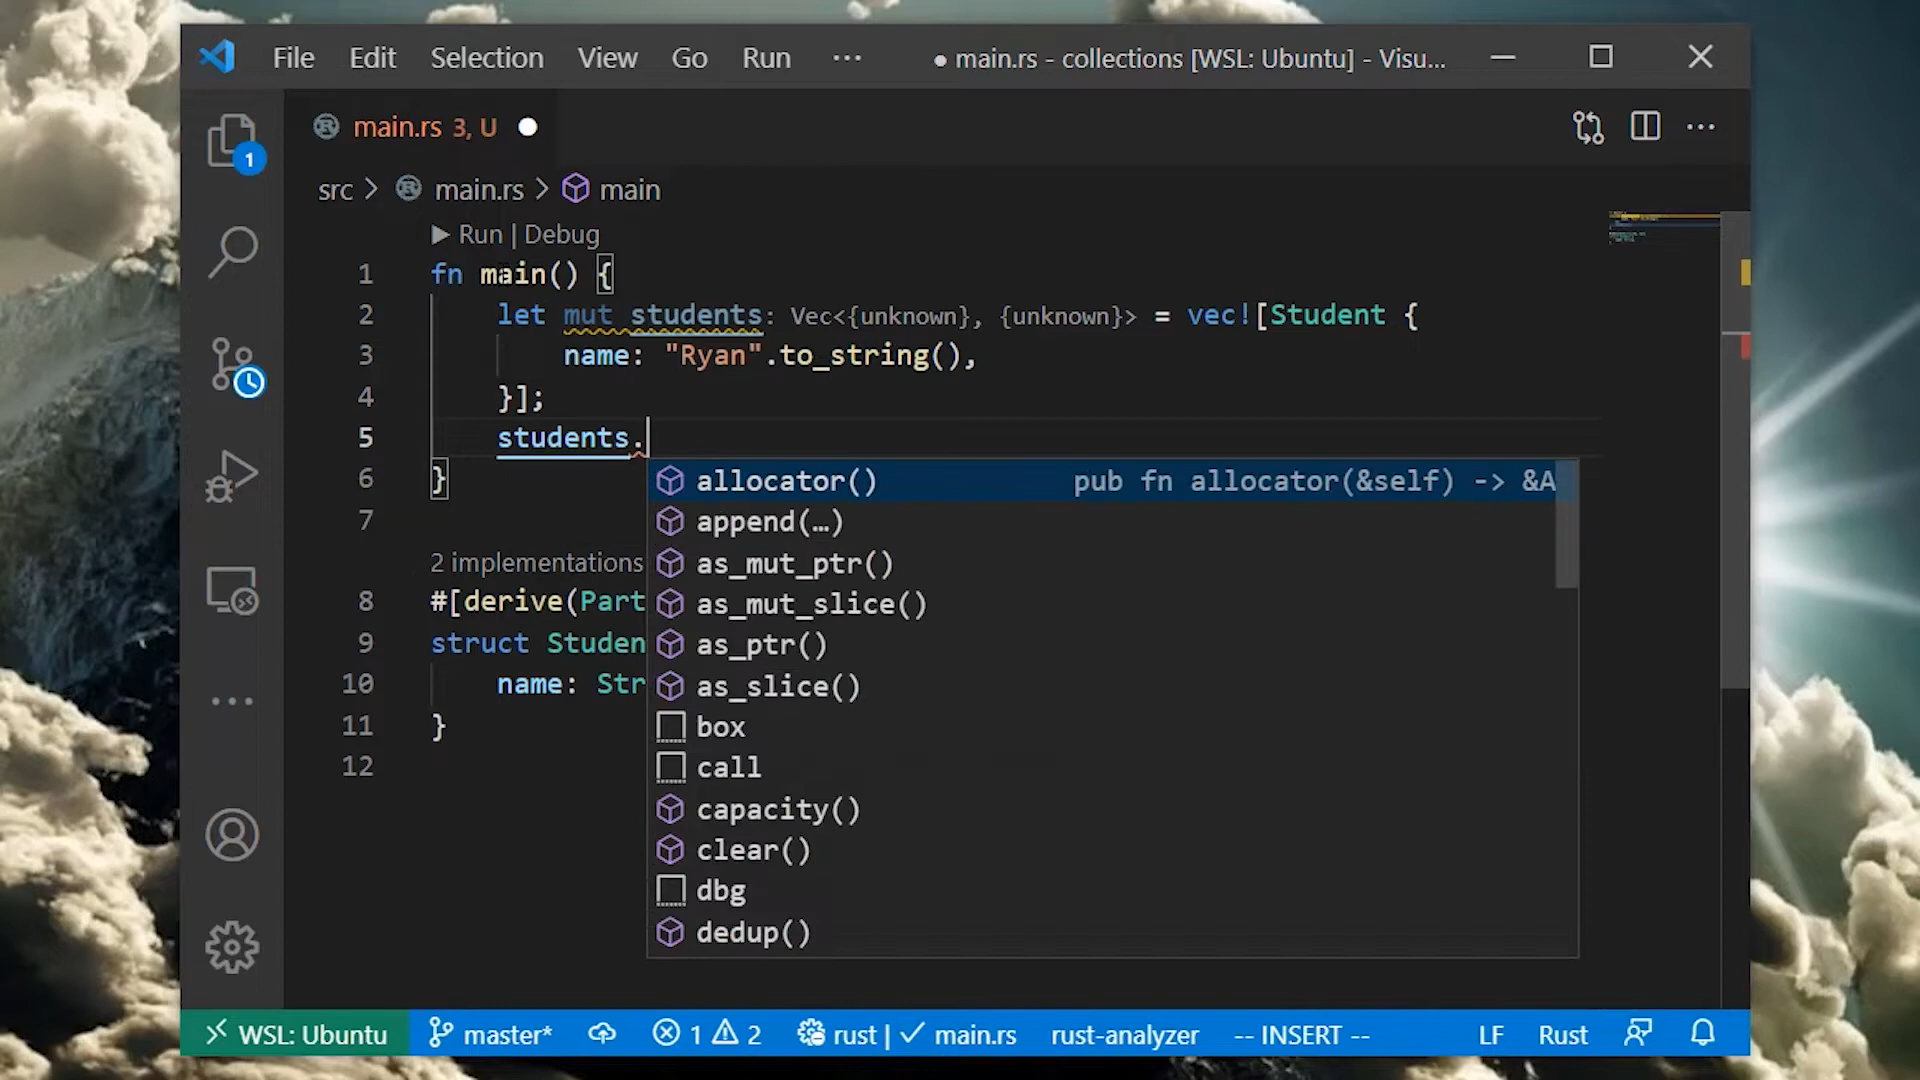 File Edit Selection View Go Run ··· ● main.rs - collections [WSL: Ubuntu] - Visu...
1
main.rs 3, U
src > main.rs > main
Run | Debug
1 fn main() {
2 let mut students: Vec<{unknown}, {unknown}> = vec![Student {
3 name: "Ryan".to_string(),
4 }];
5 students.
6 }
7
2 implementations
8 #[derive(Part
9 struct Studen
10 name: Str
11 }
12
allocator() pub fn allocator(&self) -> &A
append(…)
as_mut_ptr()
as_mut_slice()
as_ptr()
as_slice()
box
call
capacity()
clear()
dbg
dedup()
WSL: Ubuntu master* 1 2 rust | ✓ main.rs rust-analyzer -- INSERT -- LF Rust